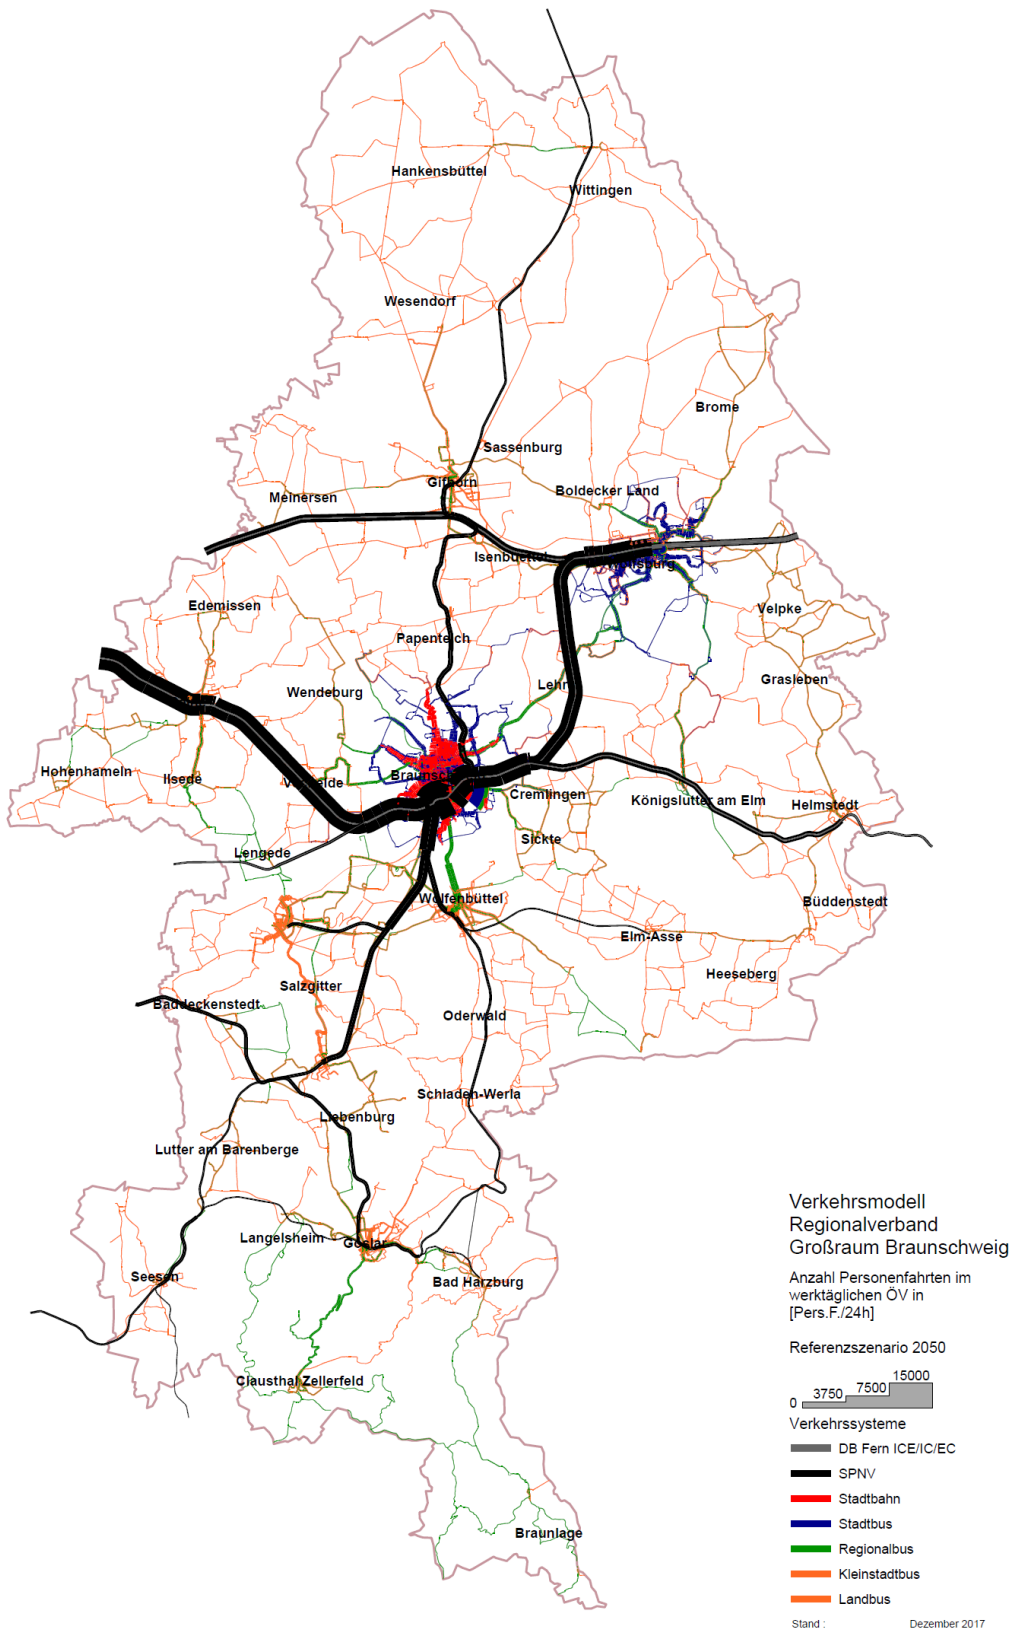 Hankensbüttel
Wittingen
Wesendorf
Brome
Sassenburg
Gifhorn
Boldecker Land
Meinersen
Isenbüttel
Edemissen
Velpke
Papenteich
Grasleben
Wendeburg
Hohenhameln
Ilsede
Cremlingen
Königslutter am Elm
Helmstedt
Sickte
Lengede
Wolfenbüttel
Büddenstedt
Elm-Asse
Heeseberg
Salzgitter
Baddeckenstedt
Oderwald
Schladen-Werla
Liebenburg
Lutter am Barenberge
Langelsheim
Goslar
Seesen
Bad Harzburg
Clausthal Zellerfeld
Braunlage
Verkehrsmodell
Regionalverband
Großraum Braunschweig
Anzahl Personenfahrten im
werktäglichen ÖV in
[Pers.F./24h]
Referenzszenario 2050
0 3750 7500 15000
Verkehrssysteme
DB Fern ICE/IC/EC
SPNV
Stadtbahn
Stadtbus
Regionalbus
Kleinstadtbus
Landbus
Stand : Dezember 2017